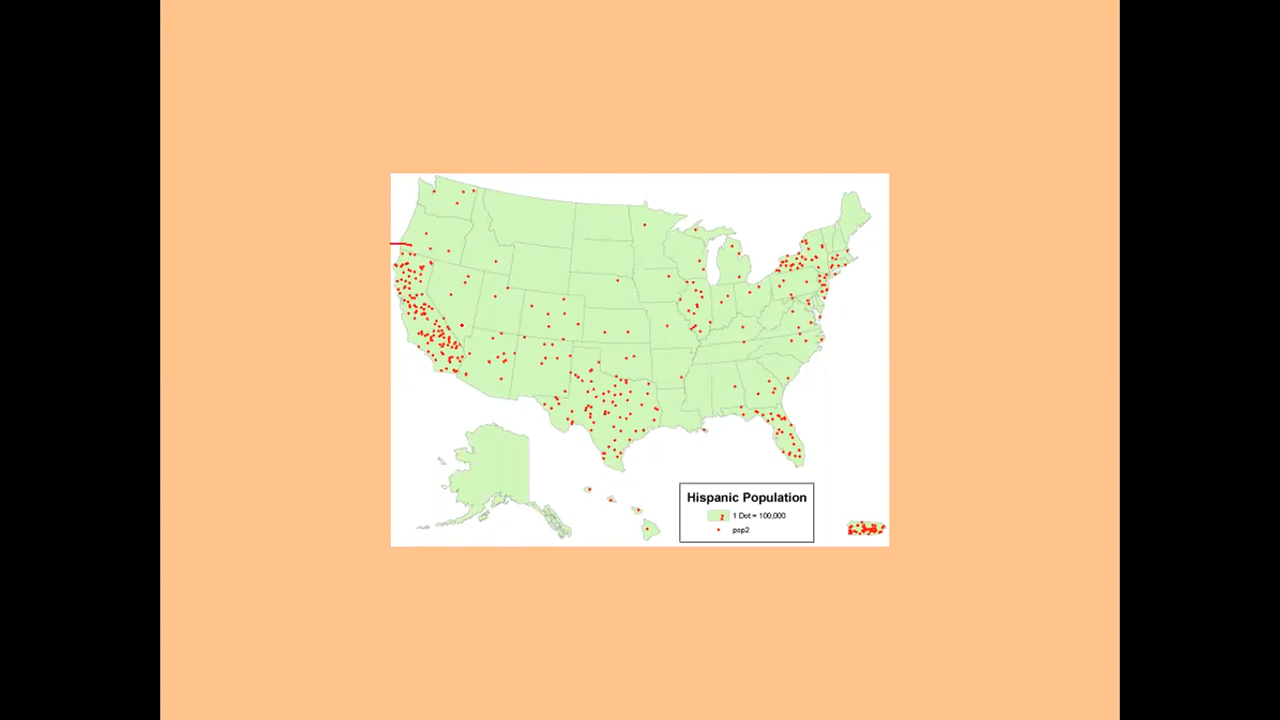 Hispanic Population
1 Dot = 100,000
pop2